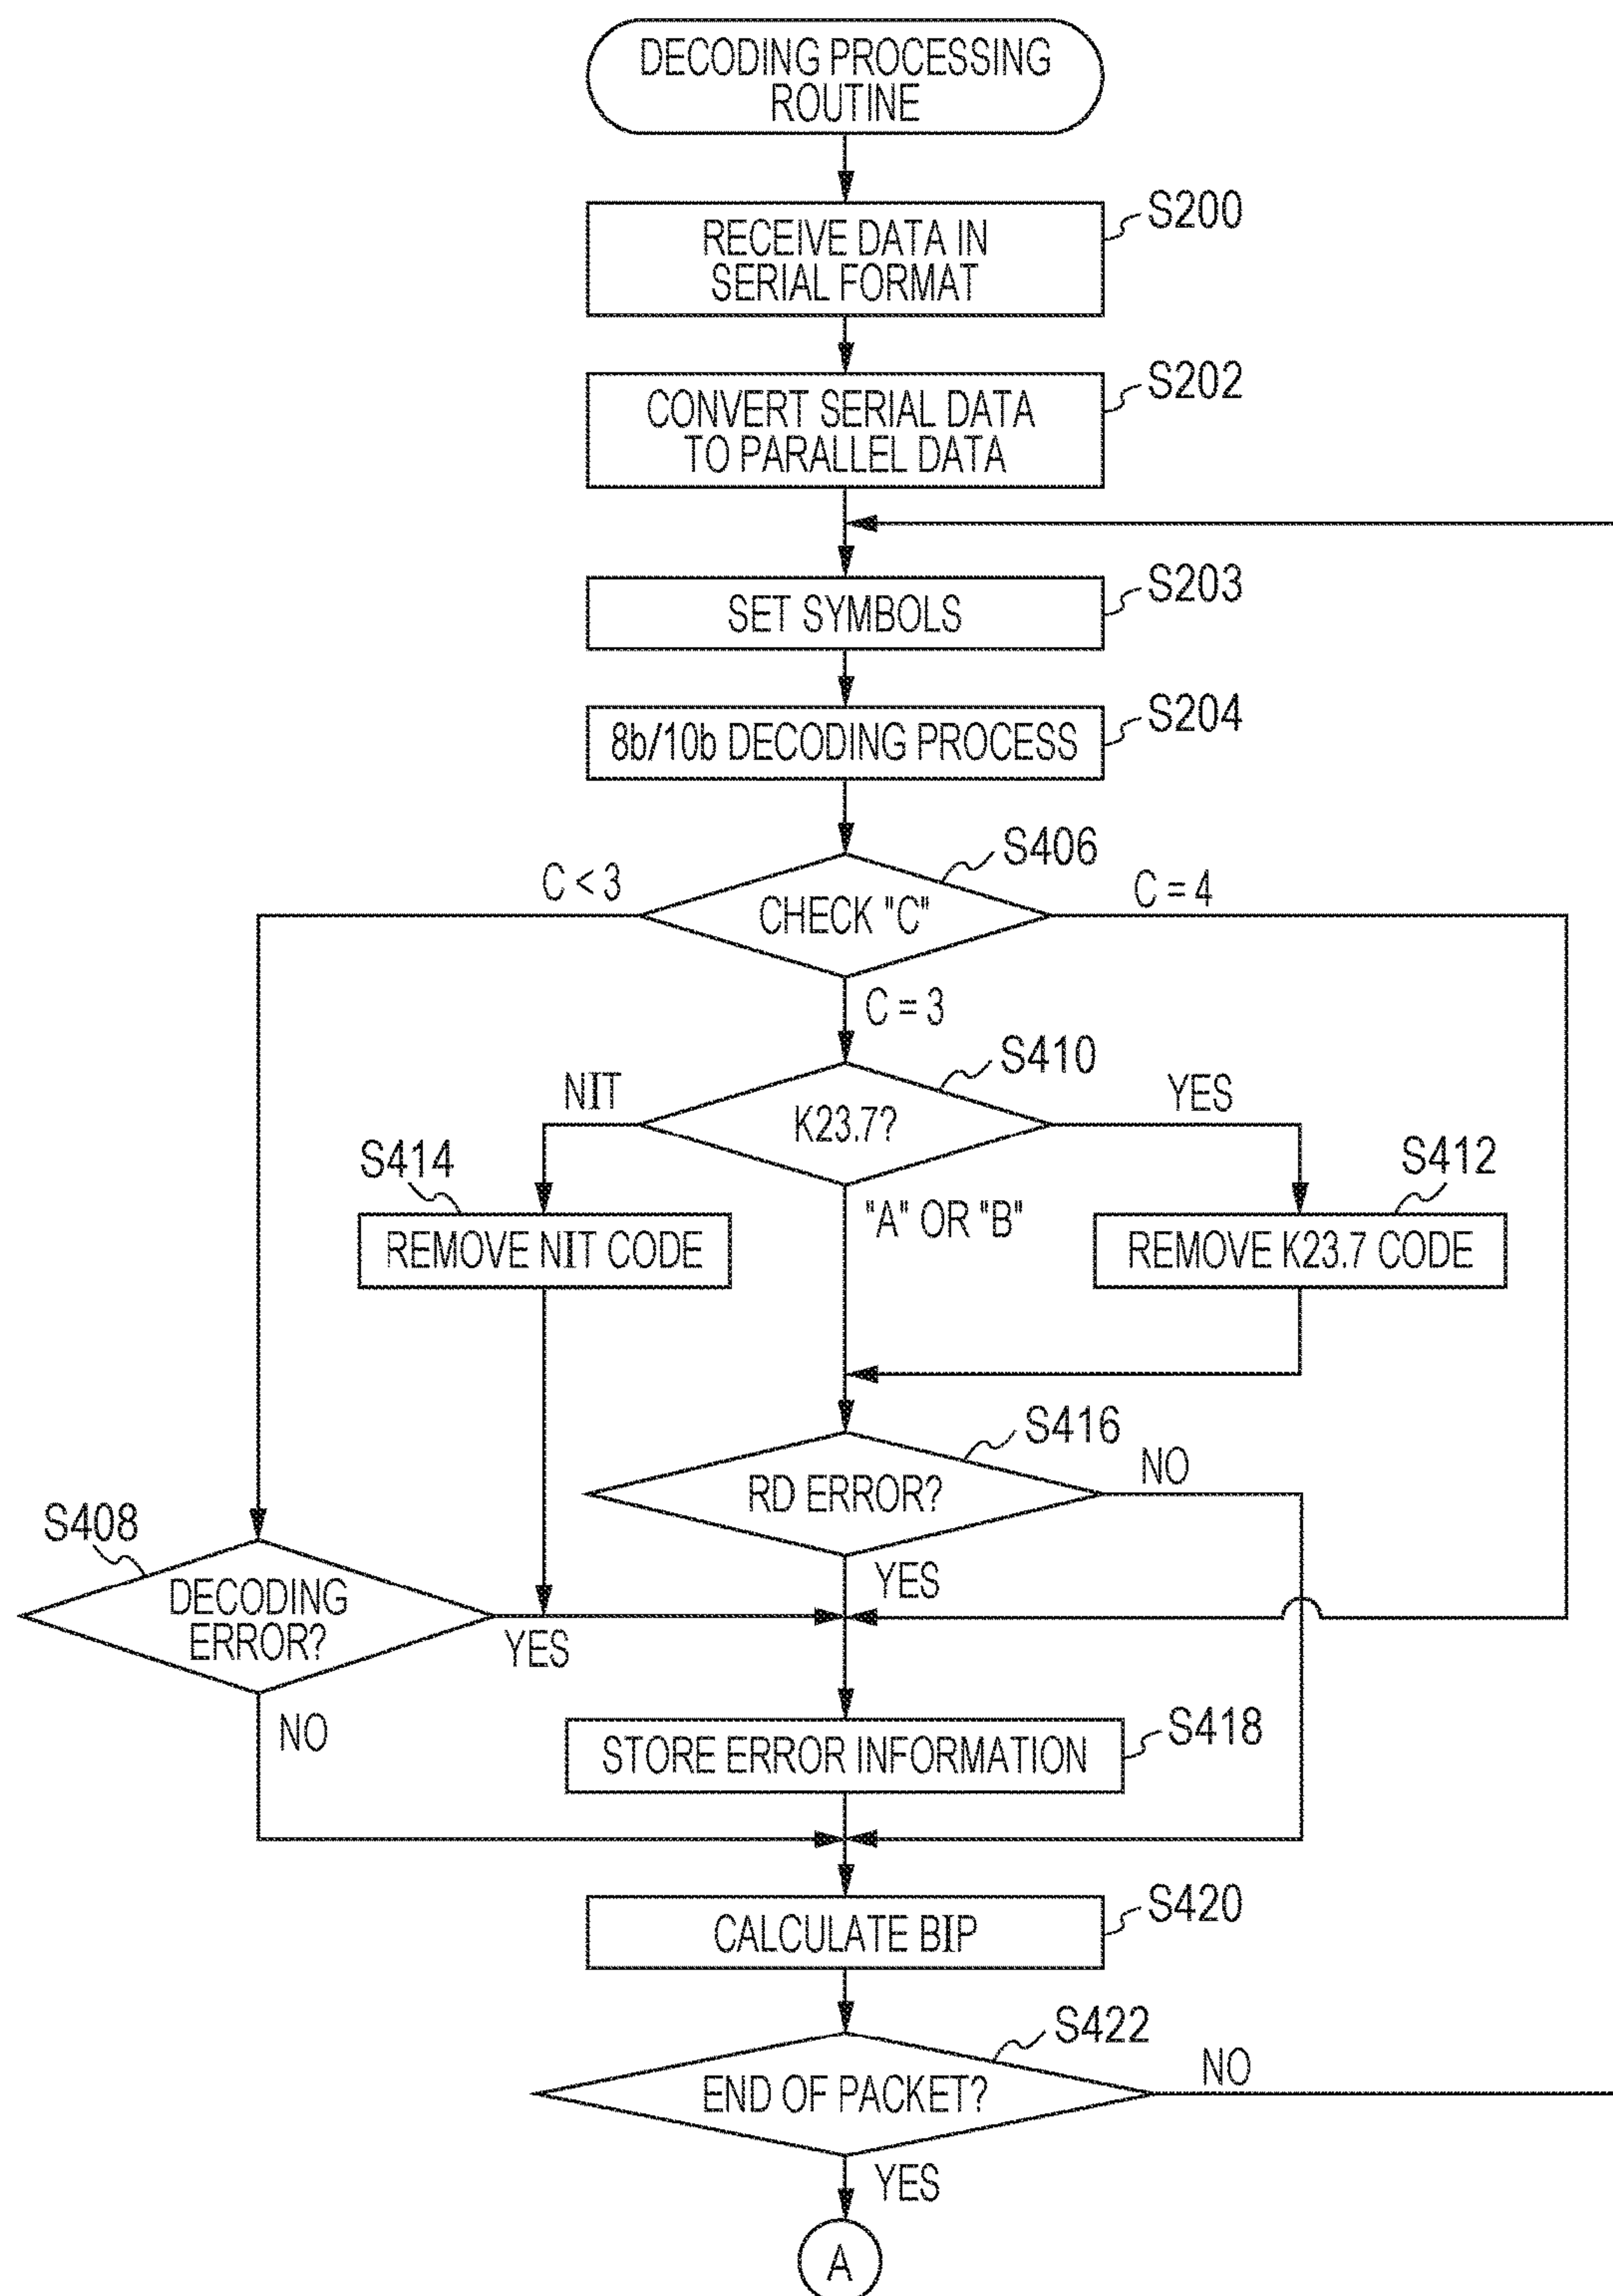 DECODING PROCESSING
ROUTINE
S200
RECEIVE DATA IN
SERIAL FORMAT
S202
CONVERT SERIAL DATA
TO PARALLEL DATA
S203
SET SYMBOLS
S204
8b/10b DECODING PROCESS
S406
C < 3
CHECK "C"
C = 4
C = 3
S410
NIT
K23.7?
YES
S414
S412
"A" OR "B"
REMOVE NIT CODE
REMOVE K23.7 CODE
S416
RD ERROR?
NO
S408
YES
DECODING
ERROR?
YES
NO
S418
STORE ERROR INFORMATION
S420
CALCULATE BIP
S422
END OF PACKET?
NO
YES
A